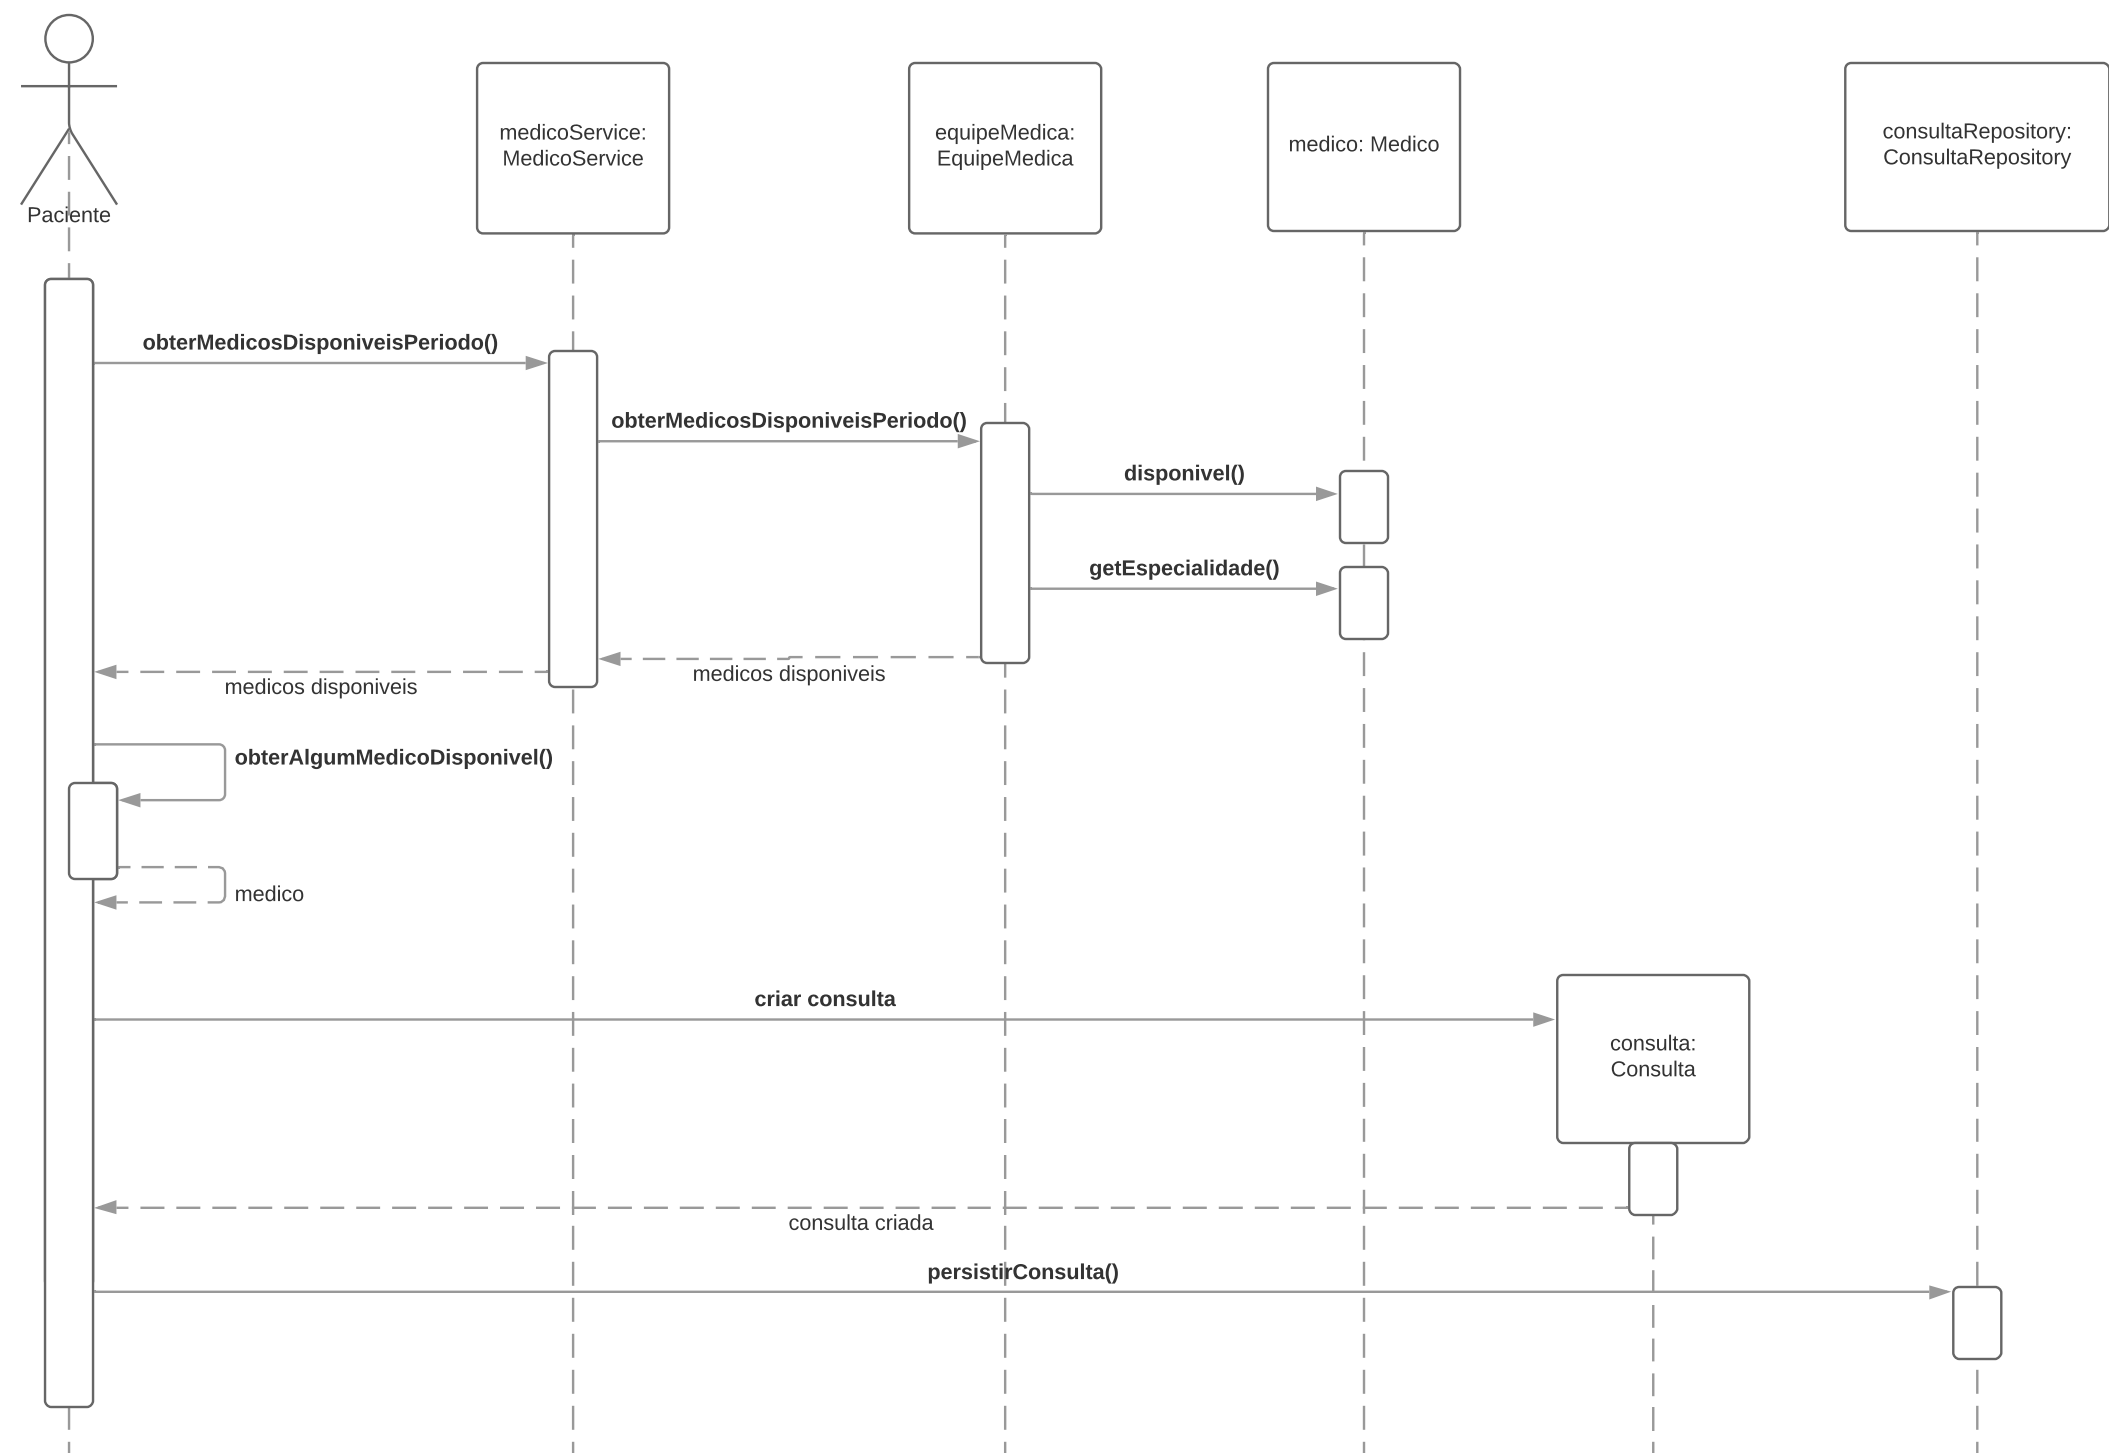 Paciente
medicoService:
MedicoService
equipeMedica:
EquipeMedica
medico: Medico
consultaRepository:
ConsultaRepository
obterMedicosDisponiveisPeriodo()
obterMedicosDisponiveisPeriodo()
disponivel()
getEspecialidade()
medicos disponiveis
medicos disponiveis
obterAlgumMedicoDisponivel()
medico
criar consulta
consulta:
Consulta
consulta criada
persistirConsulta()